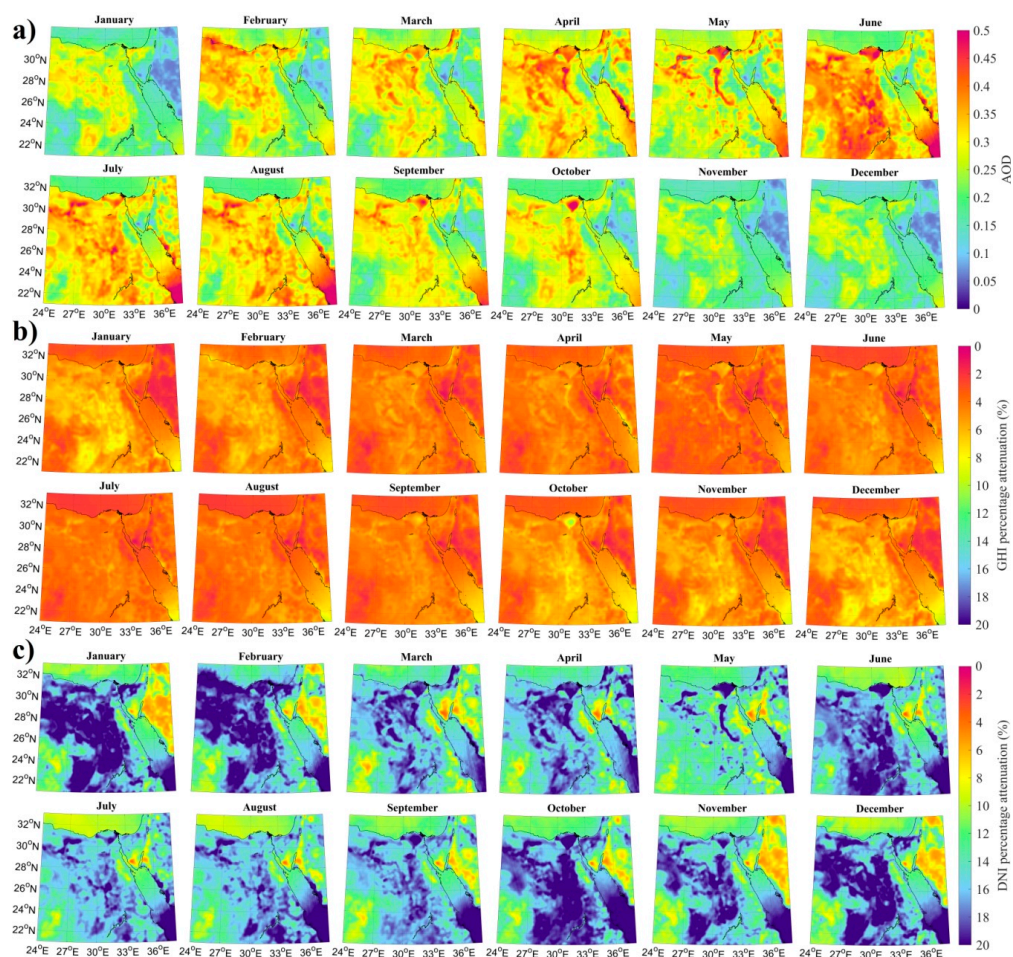 a)
January February March April May June
32°N
30°N
28°N
26°N
24°N
22°N
July August September October November December
32°N
30°N
28°N
26°N
24°N
22°N
24°E 27°E 30°E 33°E 36°E 24°E 27°E 30°E 33°E 36°E 24°E 27°E 30°E 33°E 36°E 24°E 27°E 30°E 33°E 36°E 24°E 27°E 30°E 33°E 36°E 24°E 27°E 30°E 33°E 36°E
0.5
0.45
0.4
0.35
0.3
0.25
0.2
0.15
0.1
0.05
0
AOD
b)
January February March April May June
32°N
30°N
28°N
26°N
24°N
22°N
July August September October November December
32°N
30°N
28°N
26°N
24°N
22°N
24°E 27°E 30°E 33°E 36°E 24°E 27°E 30°E 33°E 36°E 24°E 27°E 30°E 33°E 36°E 24°E 27°E 30°E 33°E 36°E 24°E 27°E 30°E 33°E 36°E 24°E 27°E 30°E 33°E 36°E
0
2
4
6
8
10
12
14
16
18
20
GHI percentage attenuation (%)
c)
January February March April May June
32°N
30°N
28°N
26°N
24°N
22°N
July August September October November December
32°N
30°N
28°N
26°N
24°N
22°N
24°E 27°E 30°E 33°E 36°E 24°E 27°E 30°E 33°E 36°E 24°E 27°E 30°E 33°E 36°E 24°E 27°E 30°E 33°E 36°E 24°E 27°E 30°E 33°E 36°E 24°E 27°E 30°E 33°E 36°E
0
2
4
6
8
10
12
14
16
18
20
DNI percentage attenuation (%)